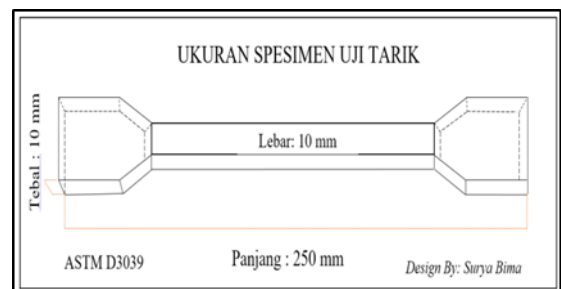 UKURAN SPESIMEN UJI TARIK
Tebal : 10 mm
Lebar: 10 mm
ASTM D3039
Panjang : 250 mm
Design By: Surya Bima